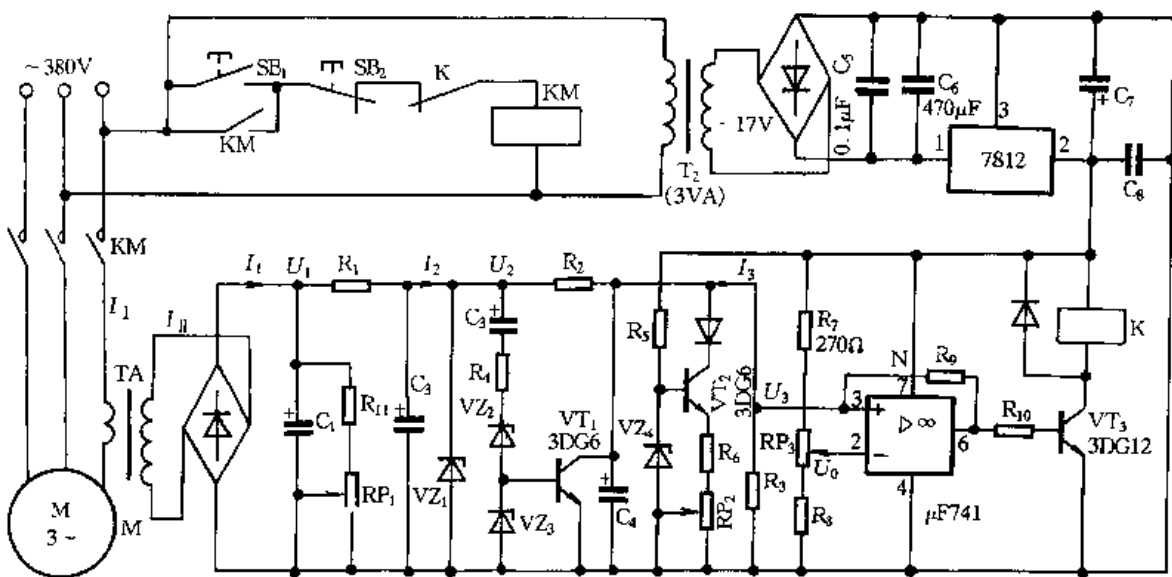 ~380V
SB₁
SB₂
K
KM
KM
T₂
(3VA)
~17V
C₅
0.1μF
C₆
470μF
3
1
7812
2
C₇
+
C₈
KM
I₁
TA
M
3~
M
I₁
U₁
R₁
I₂
U₂
R₂
I₃
C₁
+
R₁₁
RP₁
C₃
+
VZ₁
C₃
+
R₄
VZ₂
VZ₃
VT₁
3DG6
C₄
+
R₅
VZ₄
VT₂
3DG6
R₆
RP₂
R₃
U₃
R₇
270Ω
RP₃
U₀
R₈
N
7
R₉
3
+
▷∞
2
−
6
4
μF741
R₁₀
K
VT₃
3DG12